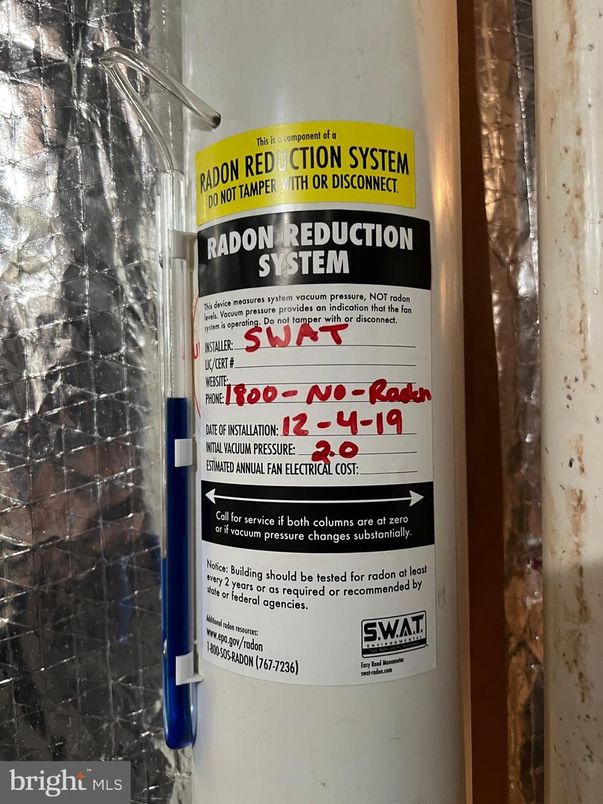 This is a component of a
RADON REDUCTION SYSTEM
DO NOT TAMPER WITH OR DISCONNECT.
RADON REDUCTION
SYSTEM
This device measures system vacuum pressure, NOT radon
levels. Vacuum pressure provides an indication that the fan
system is operating. Do not tamper with or disconnect.
INSTALLER: SWAT
LIC/CERT #
WEBSITE:
PHONE: 1800-NO-Radon
DATE OF INSTALLATION: 12-4-19
INITIAL VACUUM PRESSURE: 2.0
ESTIMATED ANNUAL FAN ELECTRICAL COST:
Call for service if both columns are at zero
or if vacuum pressure changes substantially.
Notice: Building should be tested for radon at least
every 2 years or as required or recommended by
state or federal agencies.
Additional radon resources:
www.epa.gov/radon
1-800-SOS-RADON (767-7236)
S.W.A.T.
ENVIRONMENTAL
Easy Read Manometer
swat-radon.com
bright MLS